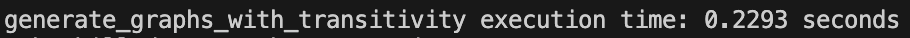 generate_graphs_with_transitivity execution time: 0.2293 seconds